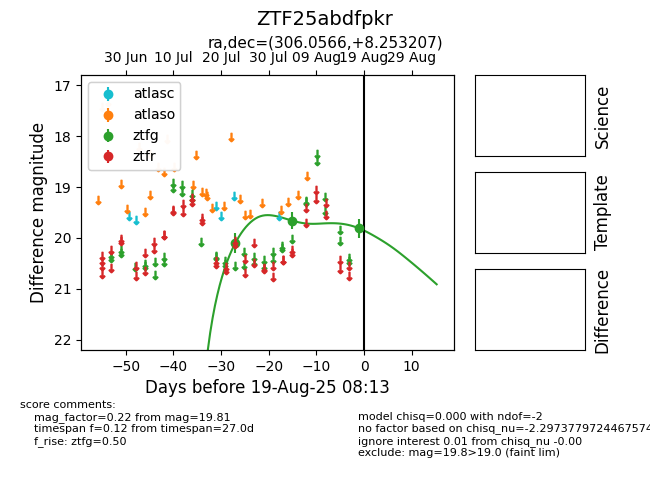 ZTF25abdfpkr
ra,dec=(306.0566,+8.253207)
30 Jun 10 Jul 20 Jul 30 Jul 09 Aug 19 Aug 29 Aug
atlasc
atlaso
ztfg
ztfr
17
18
19
20
21
22
Difference magnitude
−50 −40 −30 −20 −10 0 10
Days before 19-Aug-25 08:13
Science
Template
Difference
score comments:
mag_factor=0.22 from mag=19.81
timespan f=0.12 from timespan=27.0d
f_rise: ztfg=0.50
model chisq=0.000 with ndof=-2
no factor based on chisq_nu=-2.2973779724467574
ignore interest 0.01 from chisq_nu -0.00
exclude: mag=19.8>19.0 (faint lim)